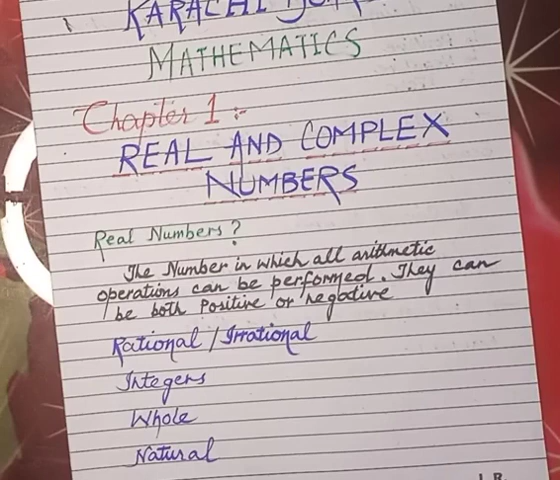 KARACHI
MATHEMATICS
Chapter 1 :-
REAL AND COMPLEX
NUMBERS
Real Numbers?
The Number in which all arithmetic
operations can be performed. They can
be both Positive or negative
Rational / Irrational
Integers
Whole
Natural
J.R.